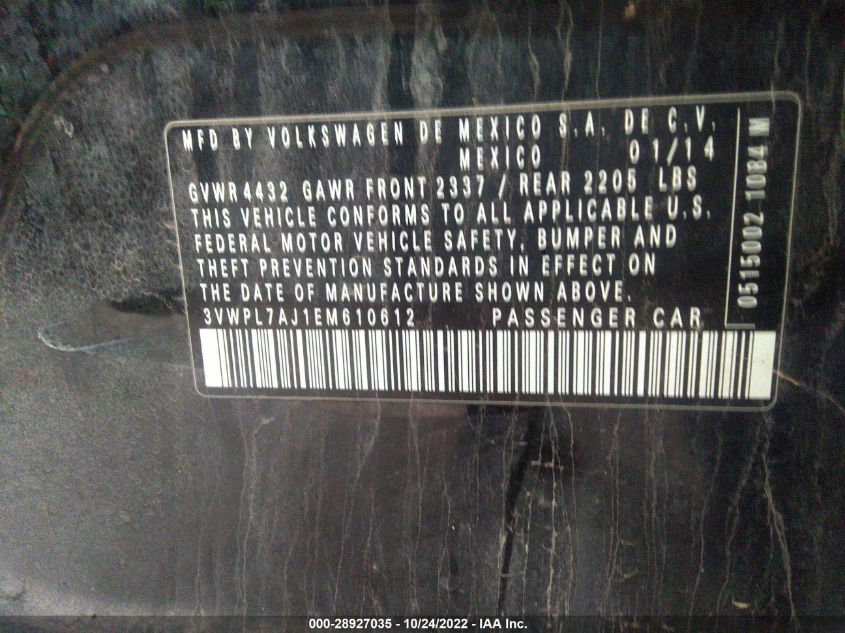 MFD BY VOLKSWAGEN DE MEXICO S.A. DE C.V.
MEXICO 01/14
GVWR4432 GAWR FRONT 2337 / REAR 2205 LBS
THIS VEHICLE CONFORMS TO ALL APPLICABLE U.S.
FEDERAL MOTOR VEHICLE SAFETY, BUMPER AND
THEFT PREVENTION STANDARDS IN EFFECT ON
THE DATE OF MANUFACTURE SHOWN ABOVE.
3VWPL7AJ1EM610612 PASSENGER CAR
0515002 1084 M
000-28927035 - 10/24/2022 - IAA Inc.